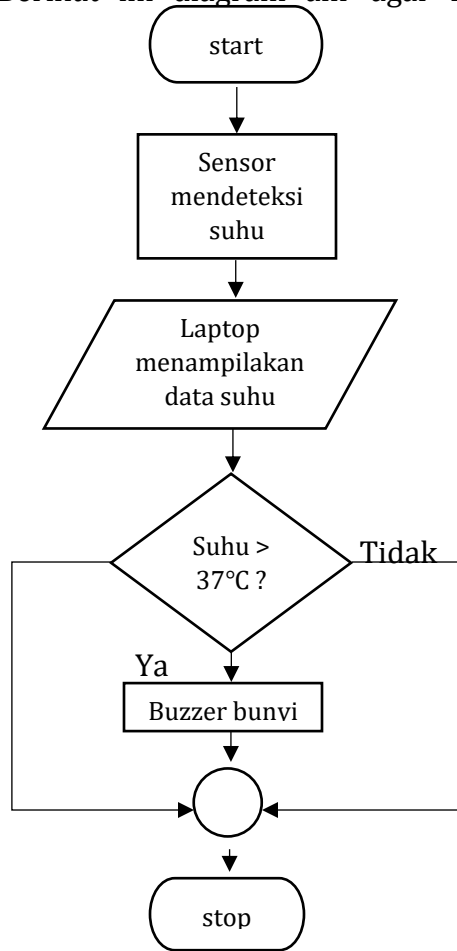 start
Sensor
mendeteksi
suhu
Laptop
menampilakan
data suhu
Suhu >
37°C ?
Tidak
Ya
Buzzer bunyi
stop